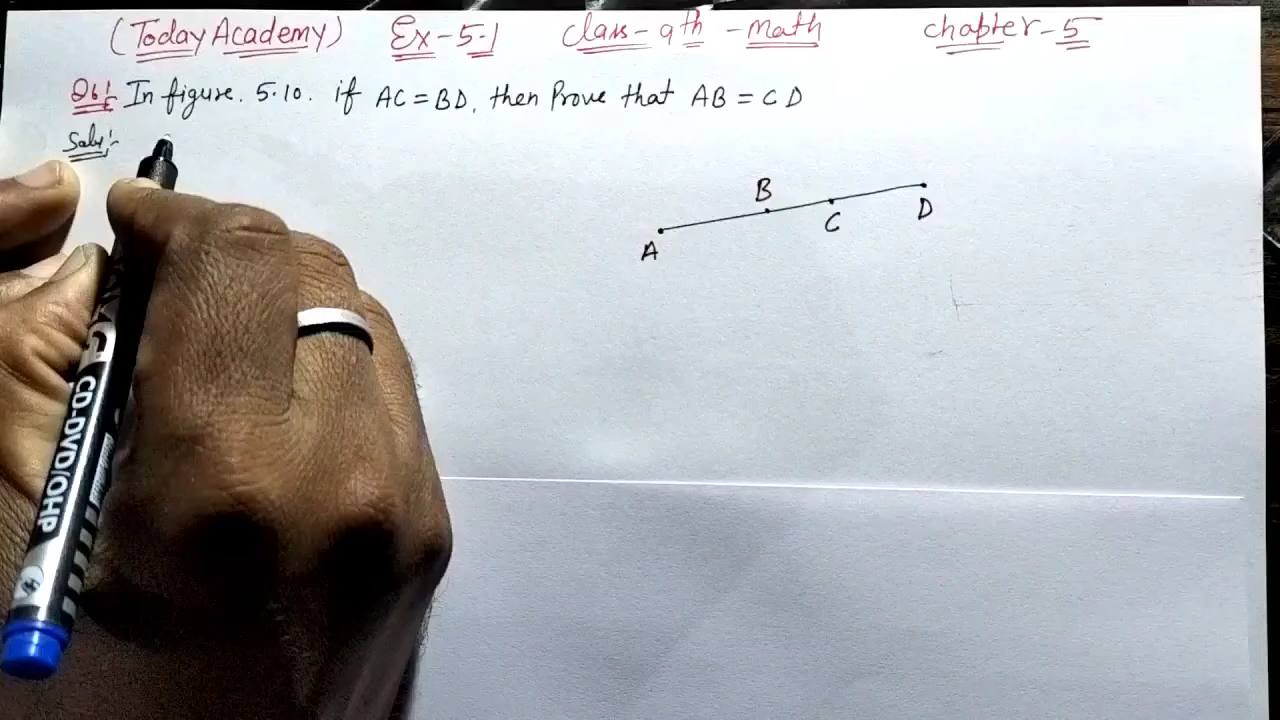 (Today Academy) Ex-5.1 Class-9th-Math chapter-5
Q6! In figure. 5.10. if AC=BD, then Prove that AB=CD
Solu!-
B
A
C
D
CD-DVD/OHP